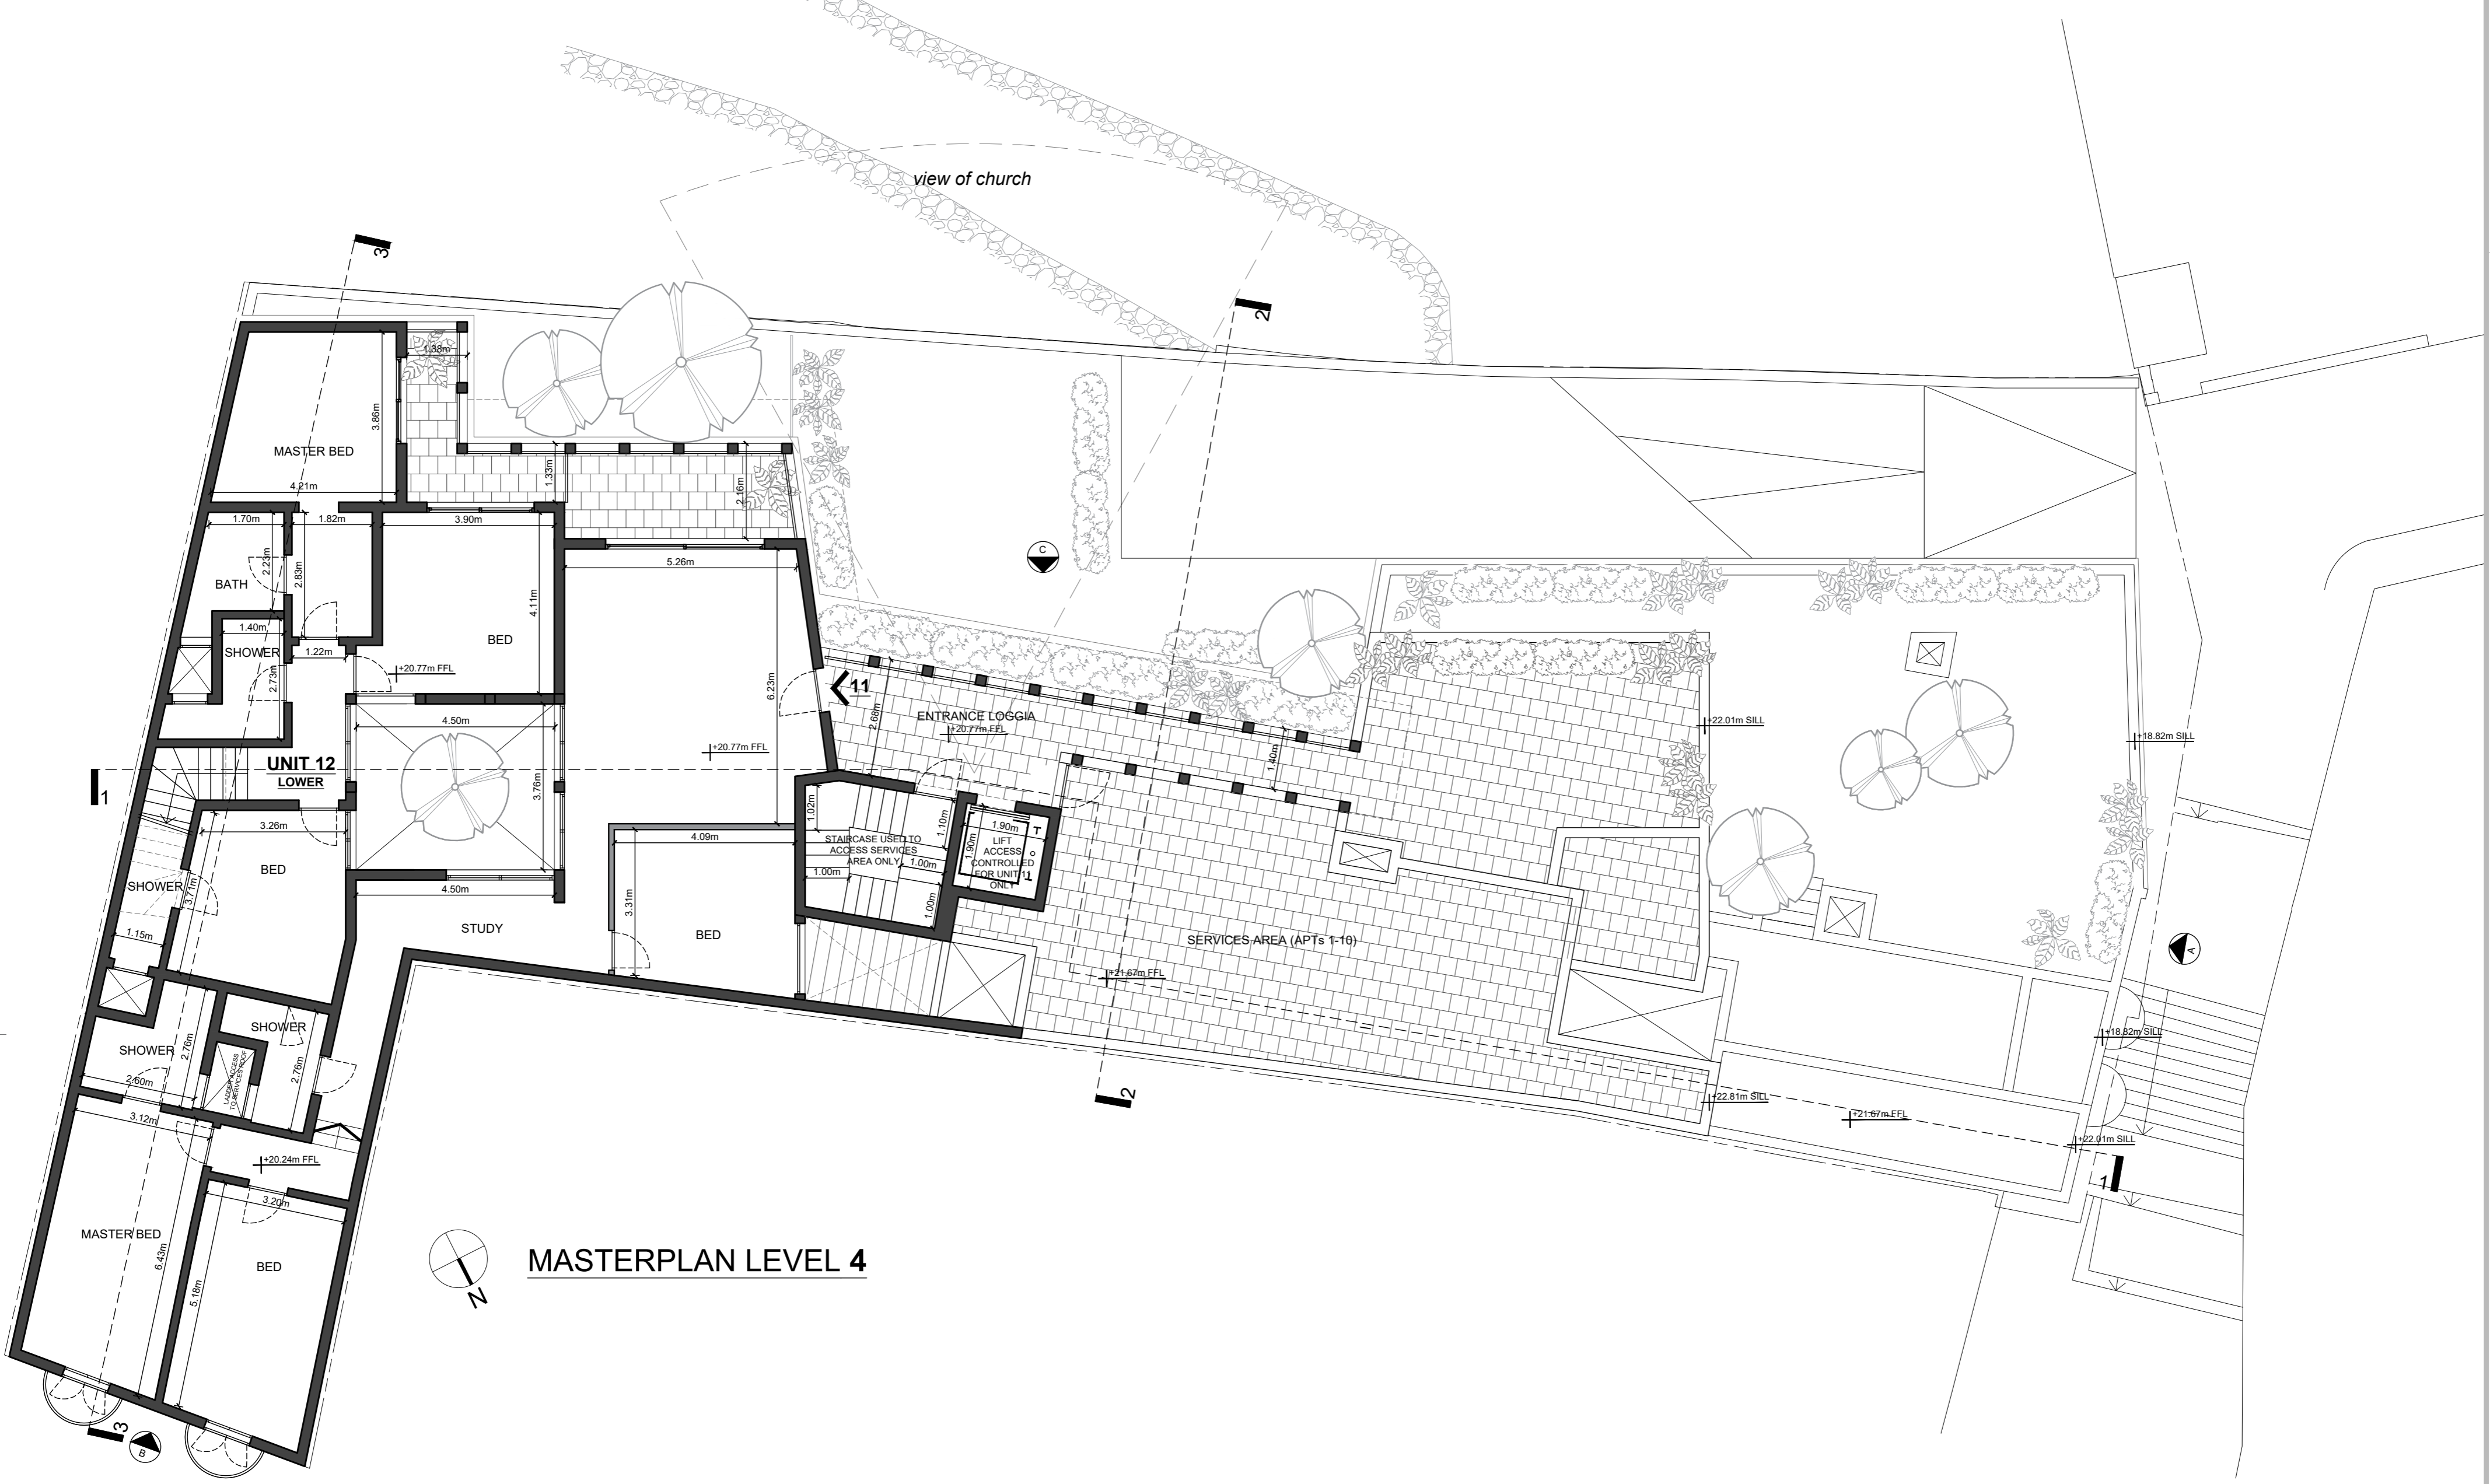 view of church
3
2
1.38m
3.86m
MASTER BED
4.21m
1.33m
2.16m
1.70m
1.82m
3.90m
2.23m
2.83m
BATH
C
5.26m
4.11m
1.40m
BED
SHOWER
1.22m
+20.77m FFL
2.73m
6.23m
11
2.68m
ENTRANCE LOGGIA
+20.77m FFL
4.50m
+22.01m SILL
+18.82m SILL
+20.77m FFL
1.40m
UNIT 12
LOWER
1
3.76m
1.02m
1.10m
3.26m
4.09m
1.90m
STAIRCASE USED TO
ACCESS SERVICES
AREA ONLY
1.90m
LIFT
ACCESS
CONTROLLED
FOR UNIT 11
ONLY
1.00m
1.00m
1.00m
BED
SHOWER
3.71m
4.50m
3.31m
1.15m
STUDY
BED
SERVICES AREA (APTs 1-10)
A
+21.67m FFL
SHOWER
+18.82m SILL
SHOWER
2.76m
2.76m
LADDER ACCESS
TO SERVICES ROOF
2.60m
3.12m
+22.81m SILL
+21.67m FFL
+22.01m SILL
2
+20.24m FFL
1
3.20m
MASTER BED
6.43m
BED
5.18m
MASTERPLAN LEVEL 4
N
3
B